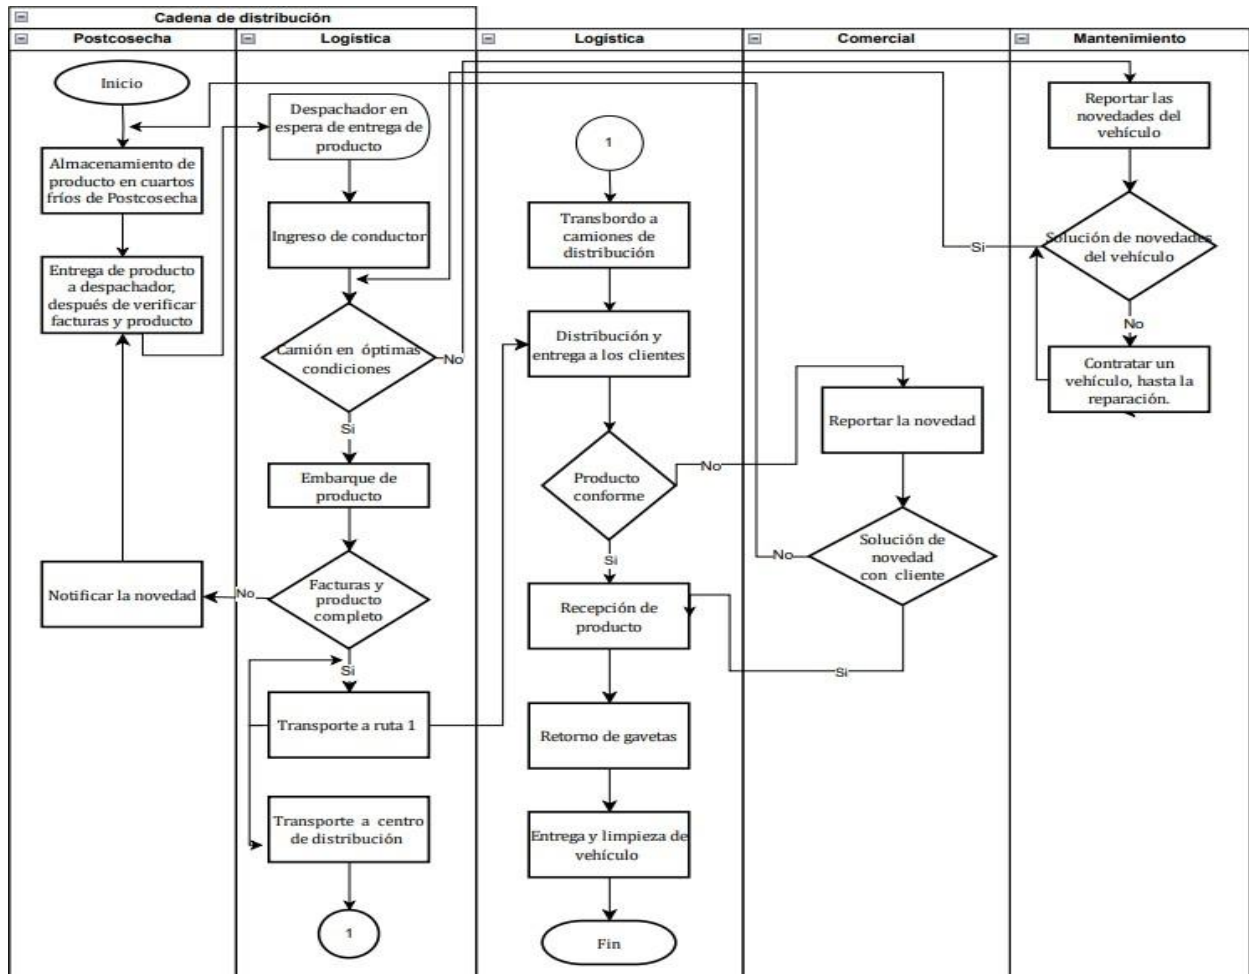 Cadena de distribución
Postcosecha
Logística
Logística
Comercial
Mantenimiento
Inicio
Almacenamiento de
producto en cuartos
fríos de Postcosecha
Entrega de producto
a despachador,
después de verificar
facturas y producto
Notificar la novedad
Despachador en
espera de entrega de
producto
Ingreso de conductor
Camión en óptimas
condiciones
No
Si
Embarque de
producto
Facturas y
producto
completo
No
Si
Transporte a ruta 1
Transporte a centro
de distribución
1
1
Transbordo a
camiones de
distribución
Distribución y
entrega a los clientes
Producto
conforme
No
Si
Recepción de
producto
Retorno de gavetas
Entrega y limpieza de
vehículo
Fin
Reportar la novedad
Solución de
novedad
con cliente
No
Si
Reportar las
novedades del
vehículo
Solución de novedades
del vehículo
Si
No
Contratar un
vehículo, hasta la
reparación.